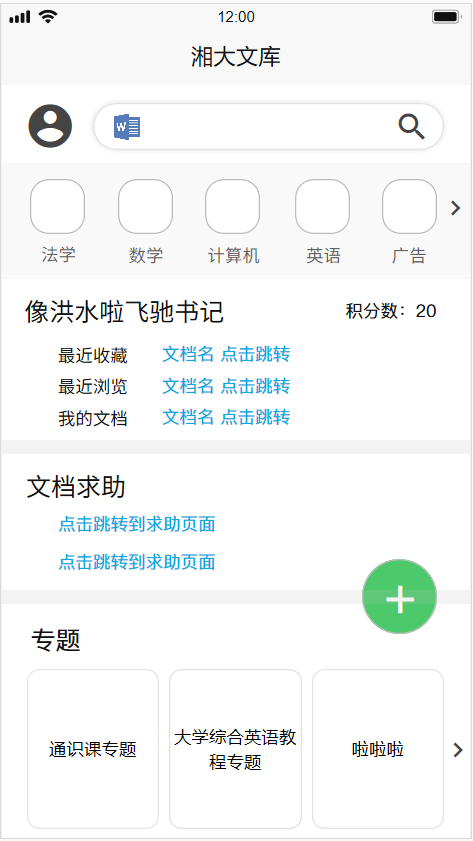 12:00
湘大文库
W
法学 数学 计算机 英语 广告
像洪水啦飞驰书记 积分数：20
最近收藏 文档名 点击跳转
最近浏览 文档名 点击跳转
我的文档 文档名 点击跳转
文档求助
点击跳转到求助页面
点击跳转到求助页面
专题
通识课专题
大学综合英语教
程专题
啦啦啦